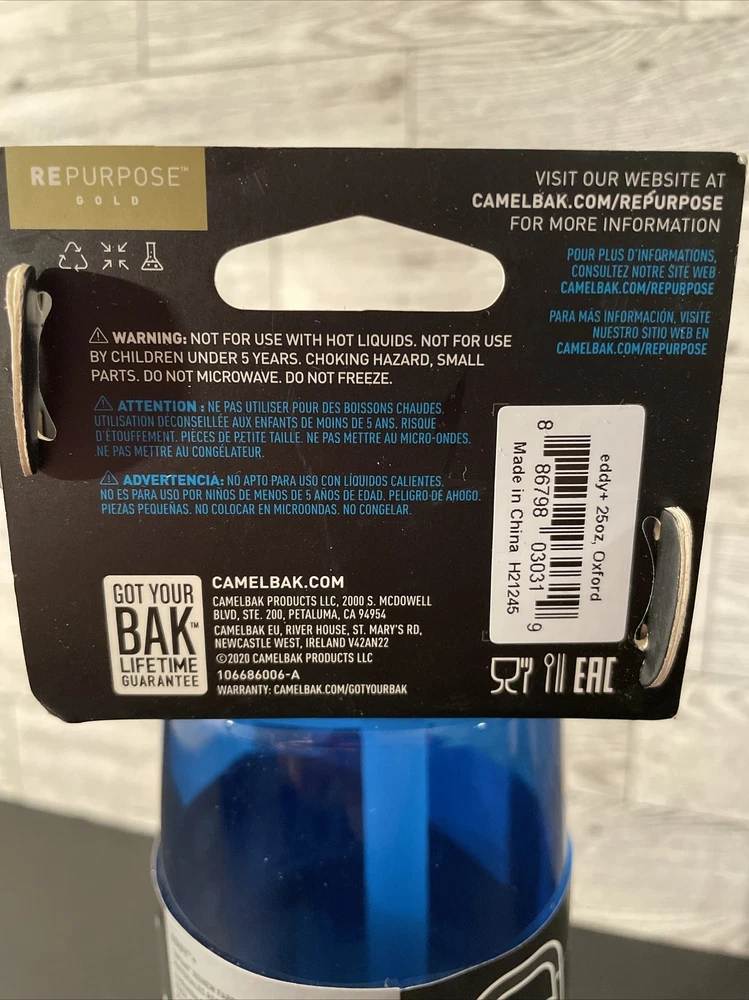 REPURPOSE™
GOLD
VISIT OUR WEBSITE AT
CAMELBAK.COM/REPURPOSE
FOR MORE INFORMATION
POUR PLUS D'INFORMATIONS,
CONSULTEZ NOTRE SITE WEB
CAMELBAK.COM/REPURPOSE
PARA MÁS INFORMACIÓN, VISITE
NUESTRO SITIO WEB EN
CAMELBAK.COM/REPURPOSE
WARNING: NOT FOR USE WITH HOT LIQUIDS. NOT FOR USE
BY CHILDREN UNDER 5 YEARS. CHOKING HAZARD, SMALL
PARTS. DO NOT MICROWAVE. DO NOT FREEZE.
ATTENTION : NE PAS UTILISER POUR DES BOISSONS CHAUDES.
UTILISATION DÉCONSEILLÉE AUX ENFANTS DE MOINS DE 5 ANS. RISQUE
D'ÉTOUFFEMENT. PIÈCES DE PETITE TAILLE. NE PAS METTRE AU MICRO-ONDES.
NE PAS METTRE AU CONGÉLATEUR.
ADVERTENCIA: NO APTO PARA USO CON LÍQUIDOS CALIENTES.
NO ES PARA USO POR NIÑOS DE MENOS DE 5 AÑOS DE EDAD. PELIGRO DE AHOGO.
PIEZAS PEQUEÑAS. NO COLOCAR EN MICROONDAS. NO CONGELAR.
eddy+ 25oz, Oxford
8 86798 03031 9
Made in China H21245
GOT YOUR
BAK™
LIFETIME
GUARANTEE
CAMELBAK.COM
CAMELBAK PRODUCTS LLC, 2000 S. MCDOWELL
BLVD, STE. 200, PETALUMA, CA 94954
CAMELBAK EU, RIVER HOUSE, ST. MARY'S RD,
NEWCASTLE WEST, IRELAND V42AN22
©2020 CAMELBAK PRODUCTS LLC
106686006-A
WARRANTY: CAMELBAK.COM/GOTYOURBAK
EAC